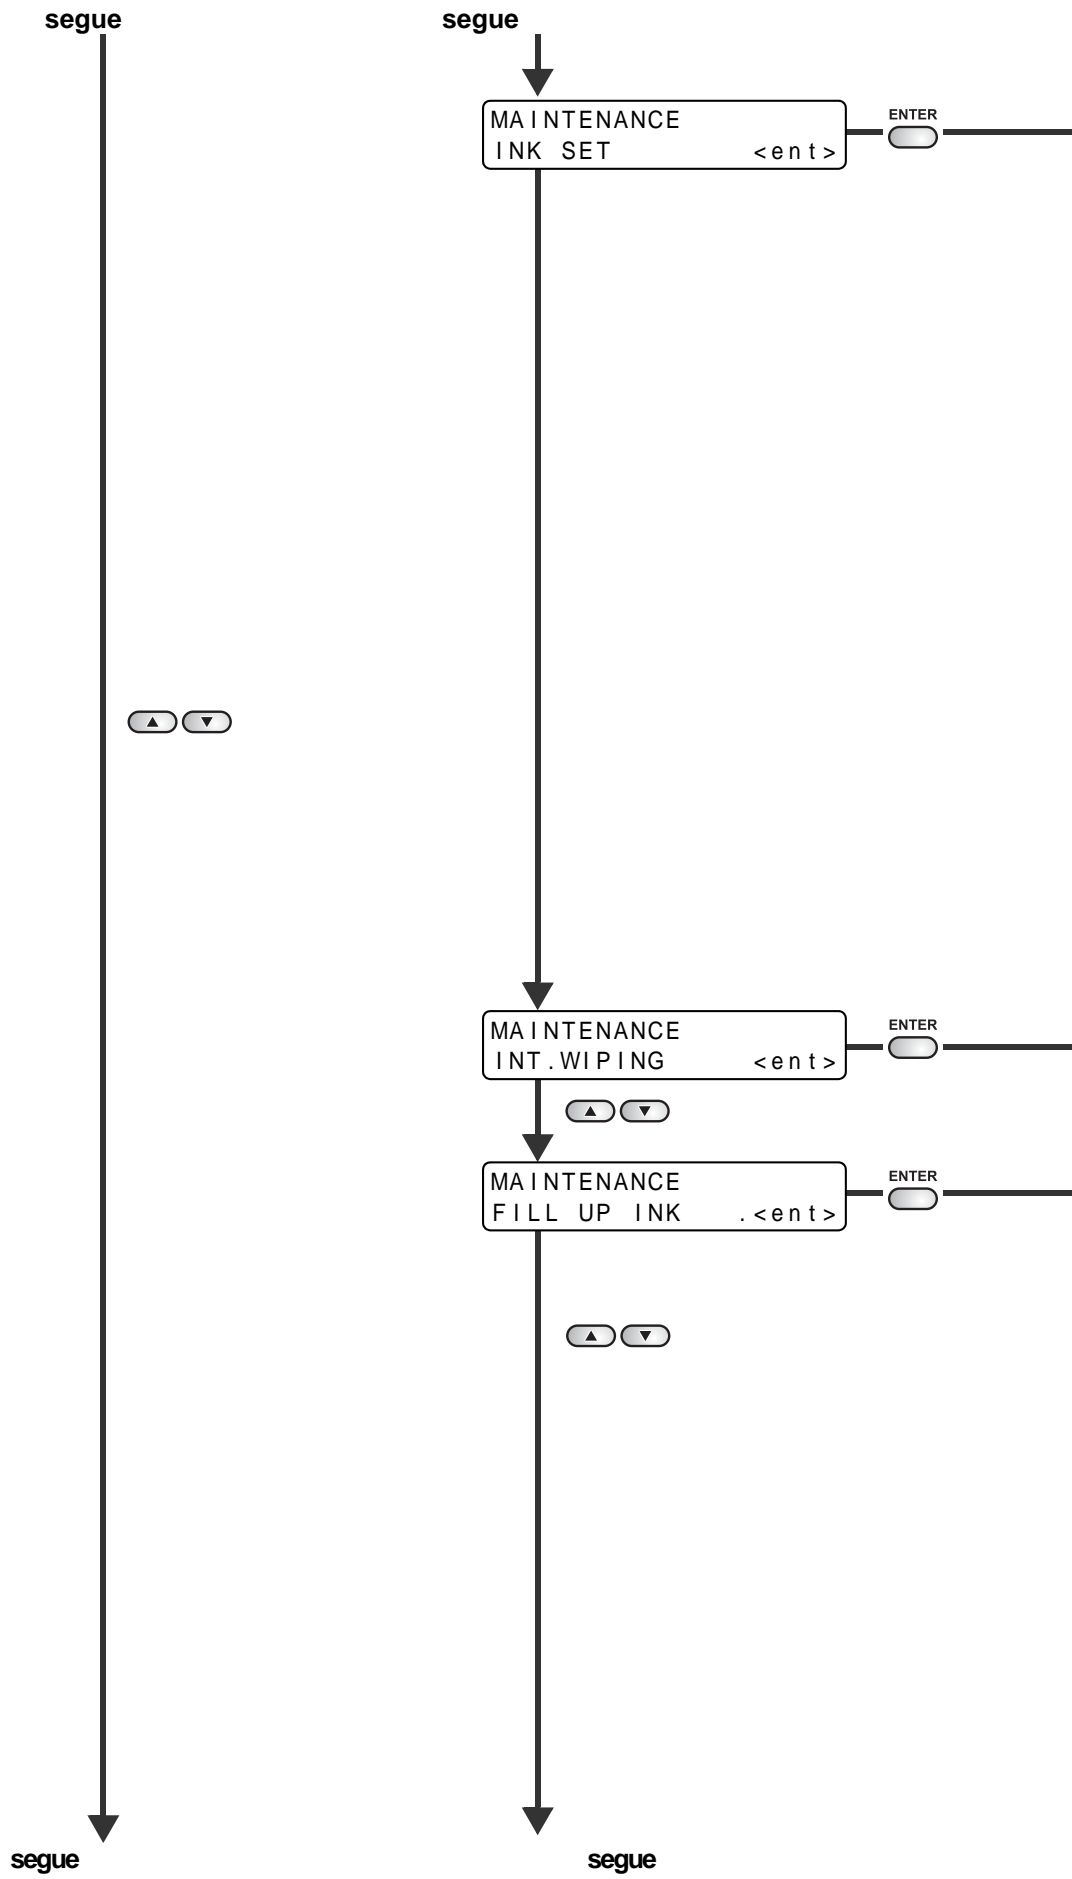 segue segue
MAINTENANCE
INK SET <ent>
ENTER
MAINTENANCE
INT.WIPING <ent>
ENTER
MAINTENANCE
FILL UP INK .<ent>
ENTER
segue segue